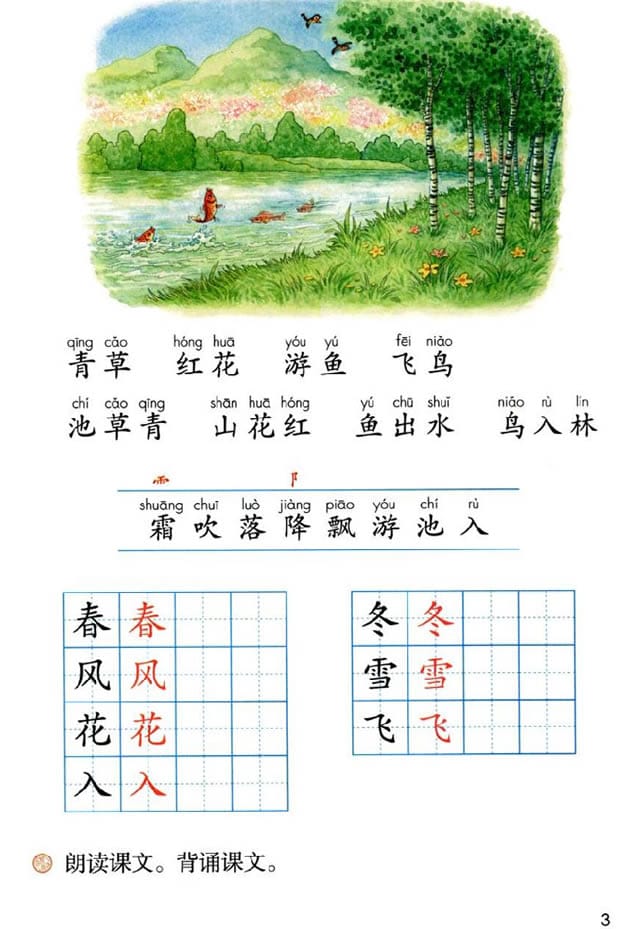 qīng cǎo hóng huā yóu yú fēi niǎo
青草 红花 游鱼 飞鸟
chí cǎo qīng shān huā hóng yú chū shuǐ niǎo rù lín
池草青 山花红 鱼出水 鸟入林
⻗ 阝
shuāng chuī luò jiàng piāo yóu chí rù
霜 吹 落 降 飘 游 池 入
春 春 冬 冬
风 风 雪 雪
花 花 飞 飞
入 入
朗读课文。背诵课文。
3